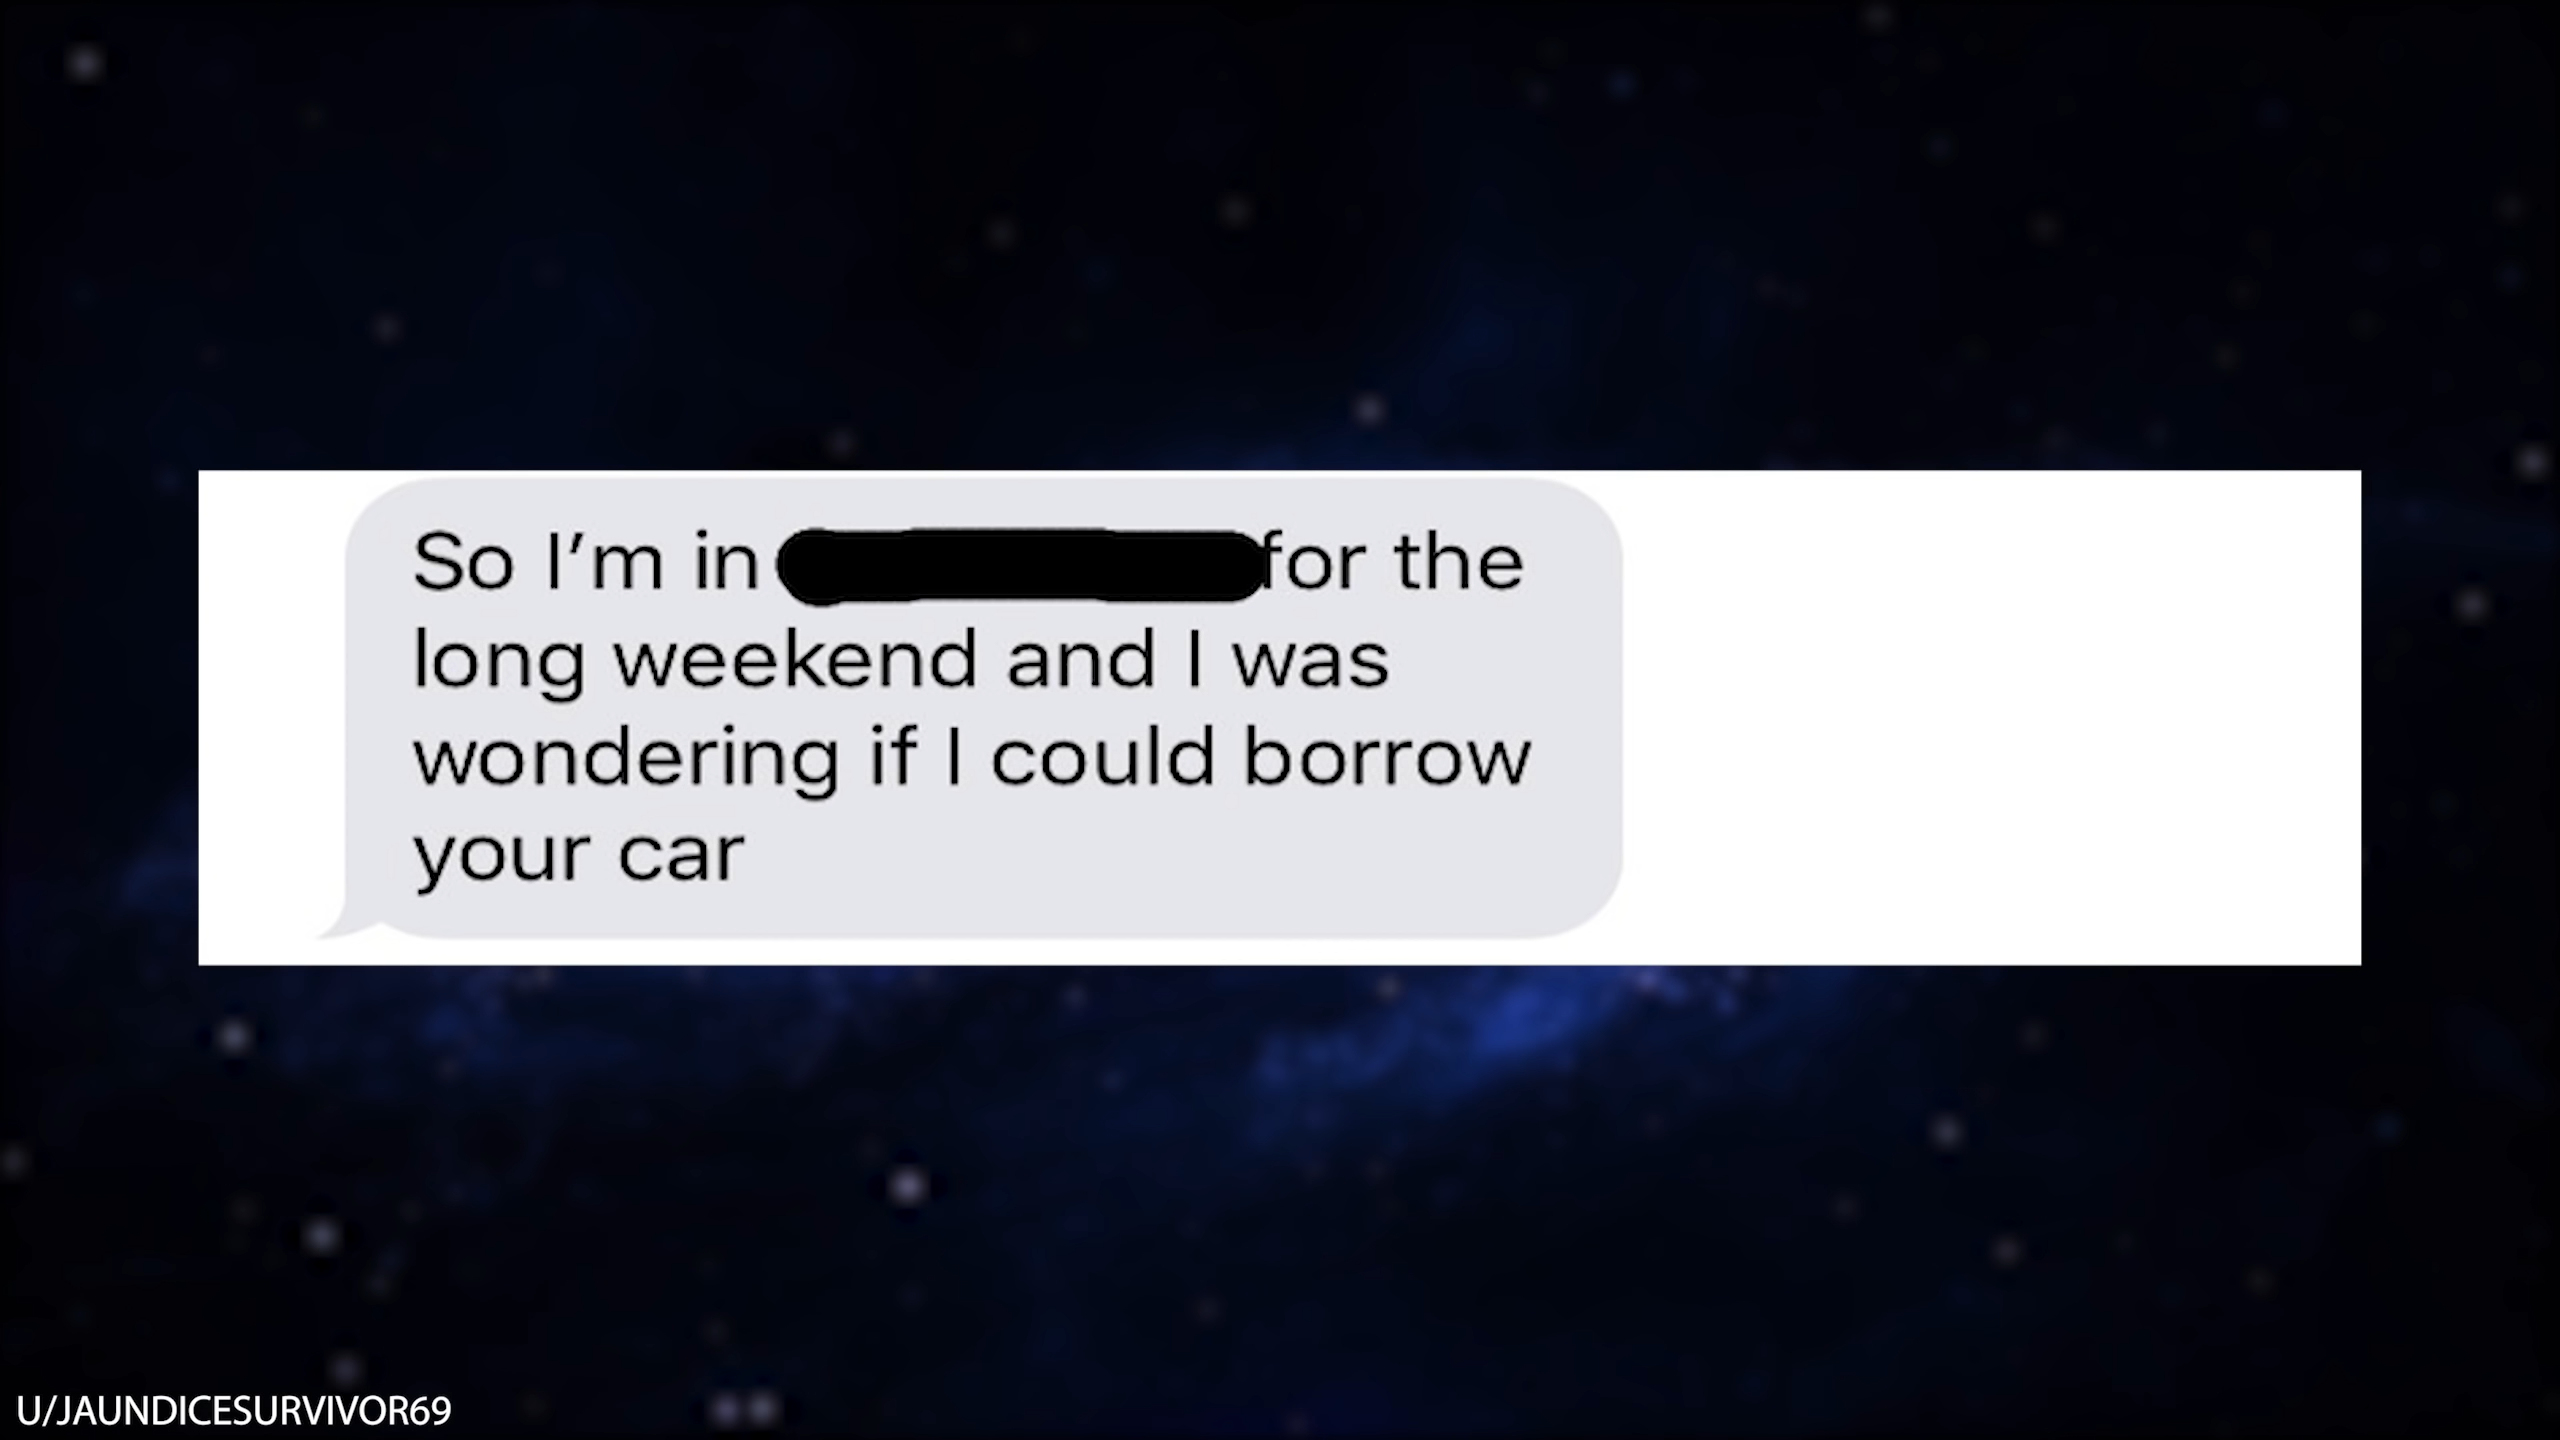 So I’m in for the
long weekend and I was
wondering if I could borrow
your car
U/JAUNDICESURVIVOR69